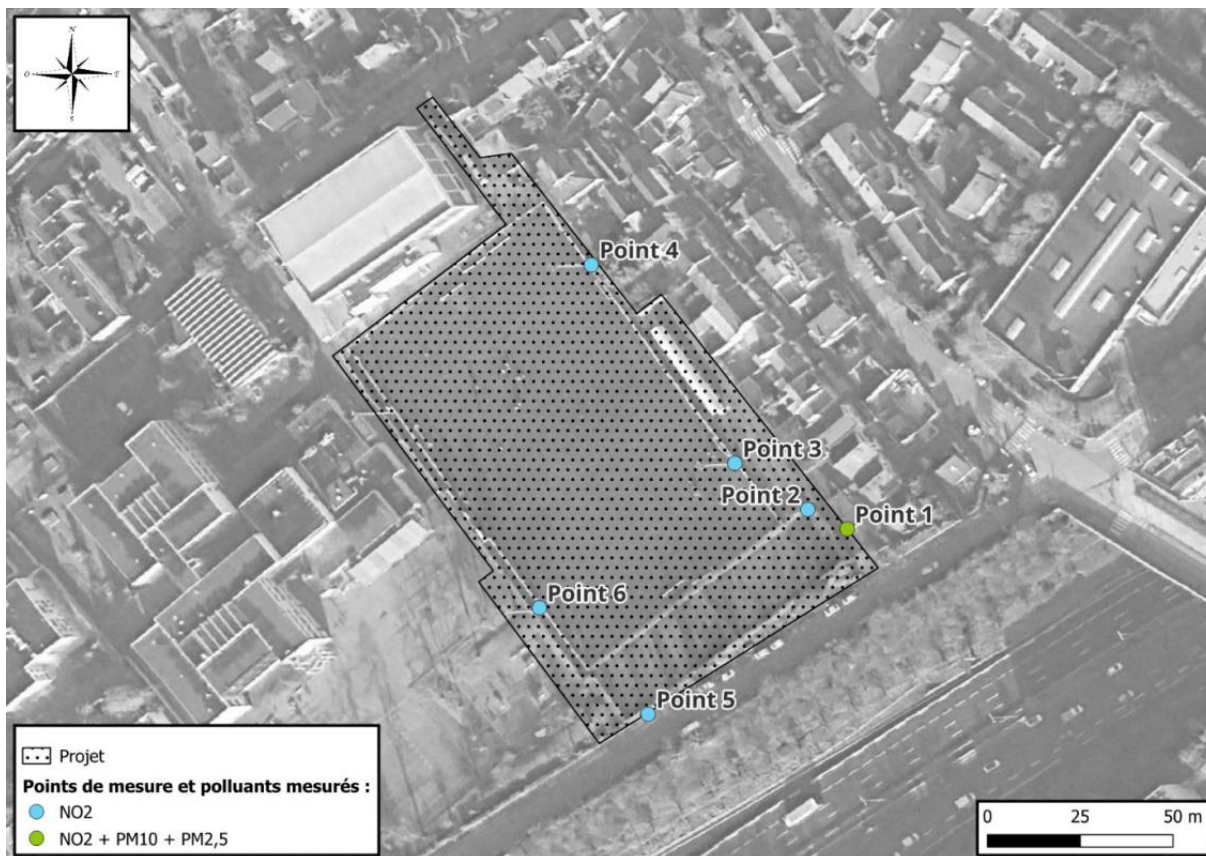 N
O
E
S
Point 4
Point 3
Point 2
Point 1
Point 6
Point 5
Projet
Points de mesure et polluants mesurés :
NO2
NO2 + PM10 + PM2,5
0 25 50 m